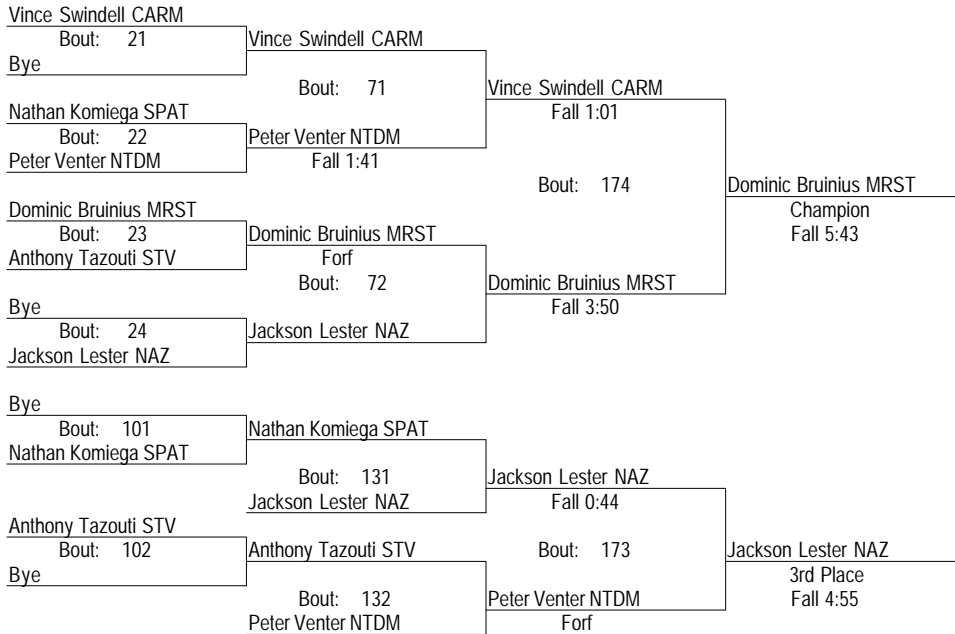 Vince Swindell CARM
Bout: 21
Vince Swindell CARM
Bye
Bout: 71
Vince Swindell CARM
Nathan Komiega SPAT
Fall 1:01
Bout: 22
Peter Venter NTDM
Peter Venter NTDM
Fall 1:41
Bout: 174
Dominic Bruinius MRST
Dominic Bruinius MRST
Champion
Bout: 23
Dominic Bruinius MRST
Fall 5:43
Anthony Tazouti STV
Forf
Bout: 72
Dominic Bruinius MRST
Bye
Fall 3:50
Bout: 24
Jackson Lester NAZ
Jackson Lester NAZ
Bye
Bout: 101
Nathan Komiega SPAT
Nathan Komiega SPAT
Bout: 131
Jackson Lester NAZ
Jackson Lester NAZ
Fall 0:44
Anthony Tazouti STV
Bout: 102
Anthony Tazouti STV
Bout: 173
Jackson Lester NAZ
Bye
3rd Place
Bout: 132
Peter Venter NTDM
Fall 4:55
Peter Venter NTDM
Forf